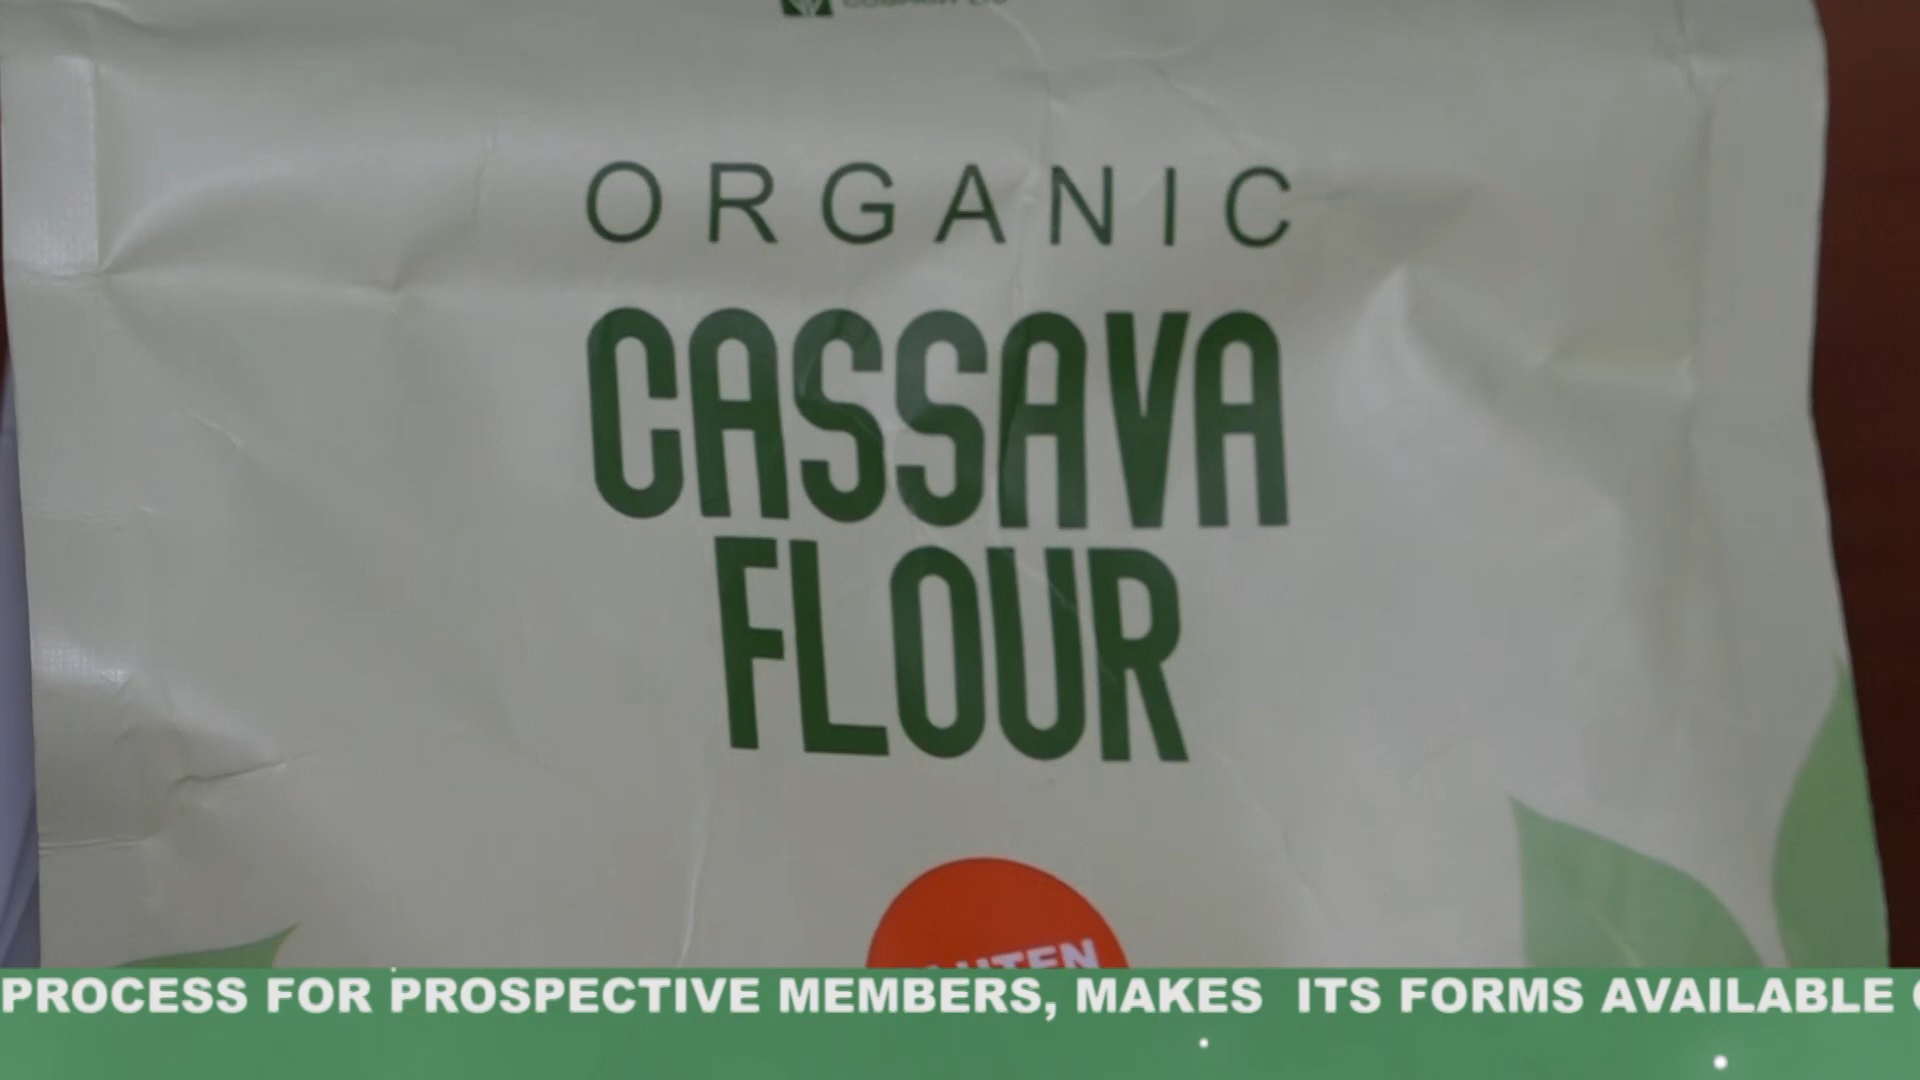 ORGANIC
CASSAVA
FLOUR
PROCESS FOR PROSPECTIVE MEMBERS, MAKES ITS FORMS AVAILABLE